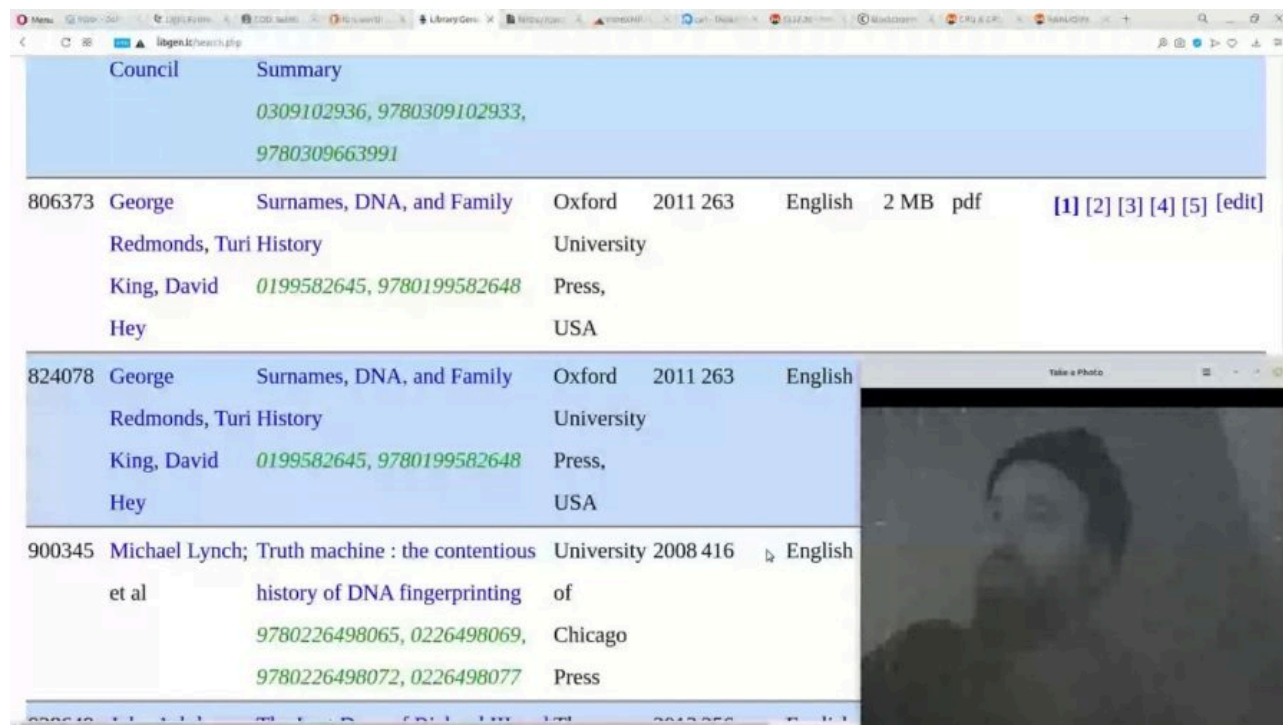 Menu
libgen.lc/search.php
Council Summary
0309102936, 9780309102933,
9780309663991
806373 George Surnames, DNA, and Family Oxford 2011 263 English 2 MB pdf [1] [2] [3] [4] [5] [edit]
Redmonds, Turi History University
King, David 0199582645, 9780199582648 Press,
Hey USA
824078 George Surnames, DNA, and Family Oxford 2011 263 English
Redmonds, Turi History University
King, David 0199582645, 9780199582648 Press,
Hey USA
Take a Photo
900345 Michael Lynch; Truth machine : the contentious University 2008 416 English
et al history of DNA fingerprinting of
9780226498065, 0226498069, Chicago
9780226498072, 0226498077 Press